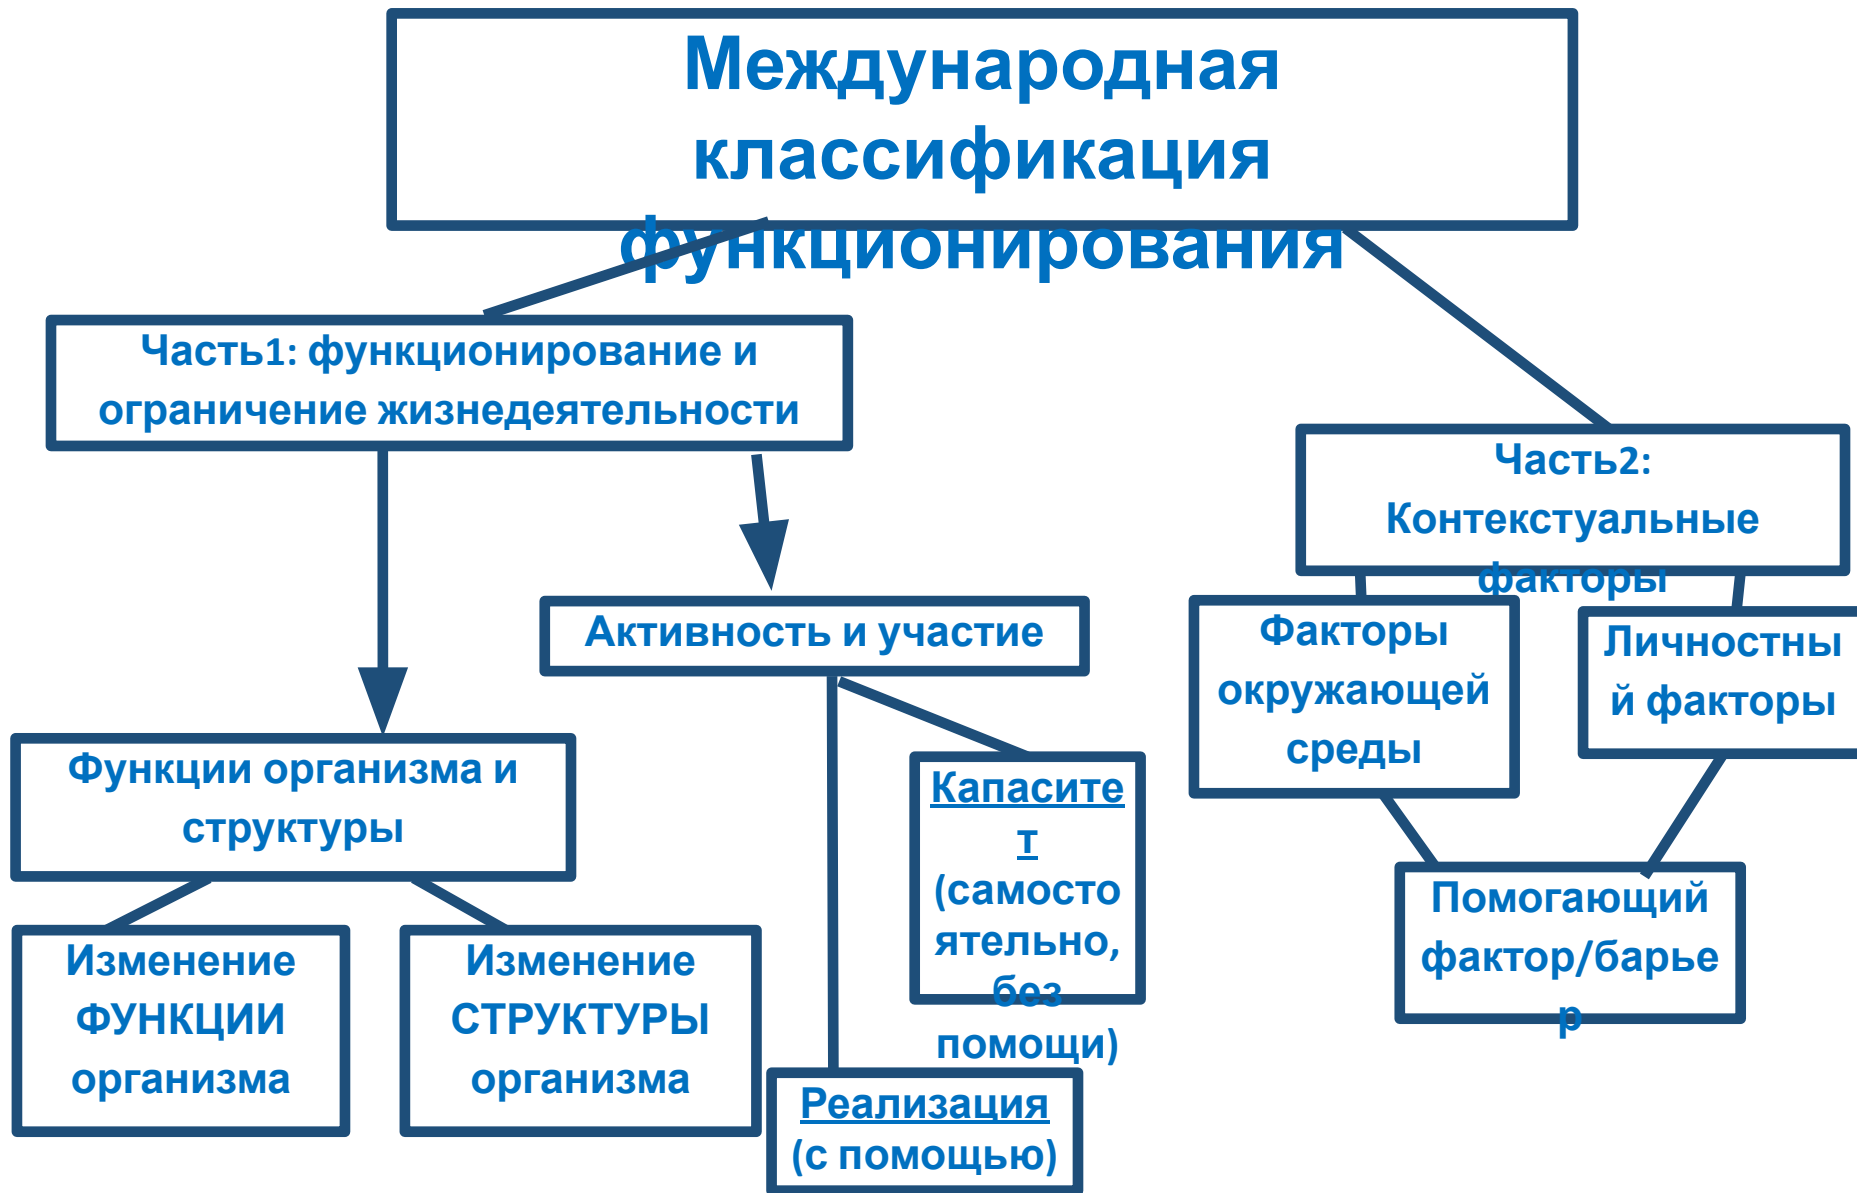 Международная
классификация
функционирования
Часть1: функционирование и
ограничение жизнедеятельности
Часть2:
Контекстуальные
факторы
Активность и участие
Факторы
окружающей
среды
Личностны
й факторы
Функции организма и
структуры
Капасите
т
(самосто
ятельно,
без
помощи)
Помогающий
фактор/барье
р
Изменение
ФУНКЦИИ
организма
Изменение
СТРУКТУРЫ
организма
Реализация
(с помощью)